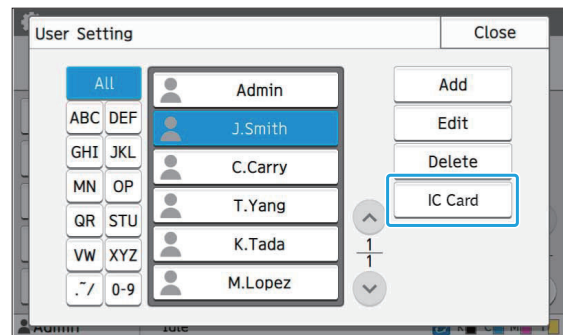 User Setting
Close
All
ABC DEF
GHI JKL
MN OP
QR STU
VW XYZ
.~/ 0-9
Admin
J.Smith
C.Carry
T.Yang
K.Tada
M.Lopez
1
1
Add
Edit
Delete
IC Card
Admin
Idle
K
C
M